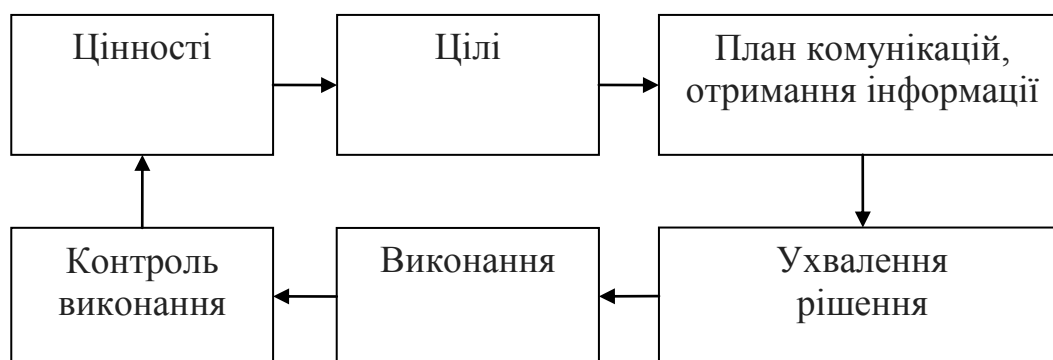 Цінності
Цілі
План комунікацій,
отримання інформації
Контроль
виконання
Виконання
Ухвалення
рішення